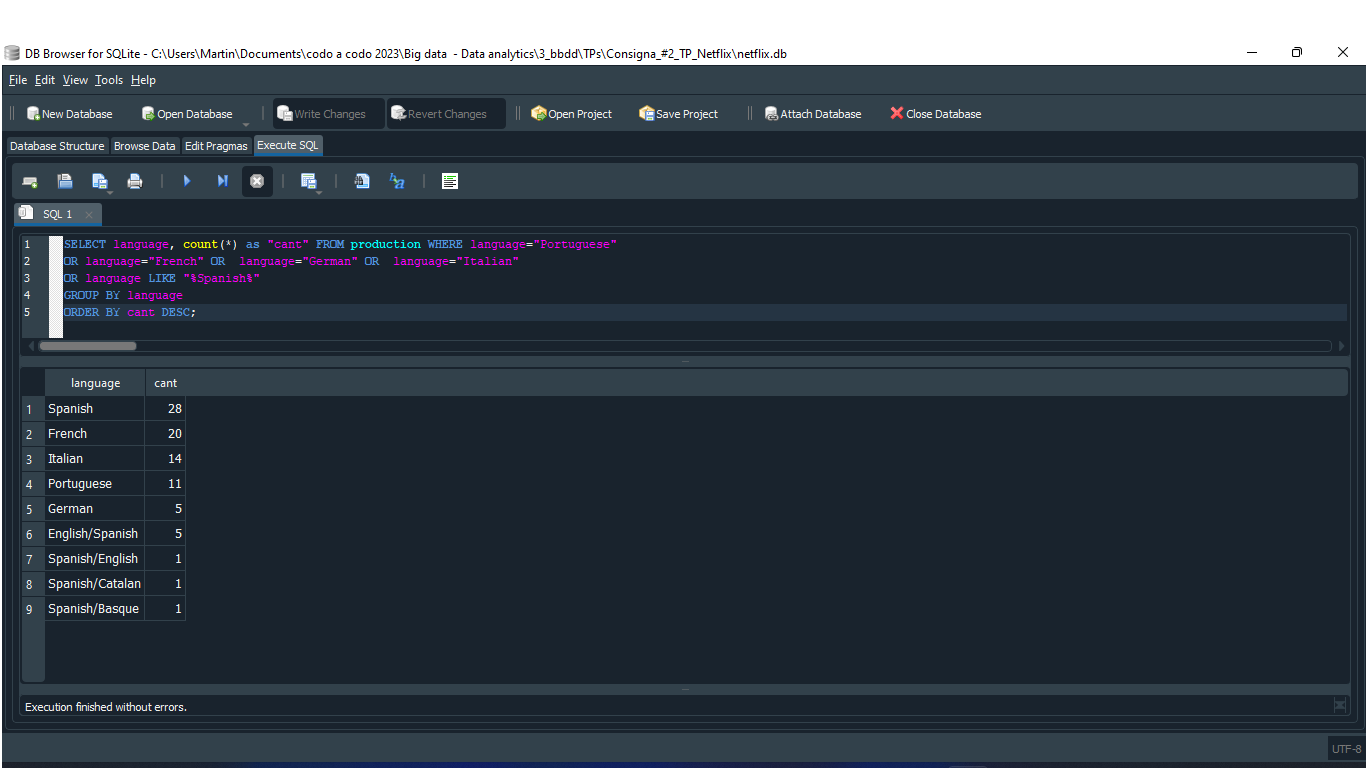 DB Browser for SQLite - C:\Users\Martin\Documents\codo a codo 2023\Big data  - Data analytics\3_bbdd\TPs\Consigna_#2_TP_Netflix\netflix.db
File Edit View Tools Help
New Database Open Database Write Changes Revert Changes Open Project Save Project Attach Database Close Database
Database Structure Browse Data Edit Pragmas Execute SQL
SQL 1
1 SELECT language, count(*) as "cant" FROM production WHERE language="Portuguese"
2 OR language="French" OR  language="German" OR  language="Italian"
3 OR language LIKE "%Spanish%"
4 GROUP BY language
5 ORDER BY cant DESC;
language cant
1 Spanish 28
2 French 20
3 Italian 14
4 Portuguese 11
5 German 5
6 English/Spanish 5
7 Spanish/English 1
8 Spanish/Catalan 1
9 Spanish/Basque 1
Execution finished without errors.
UTF-8